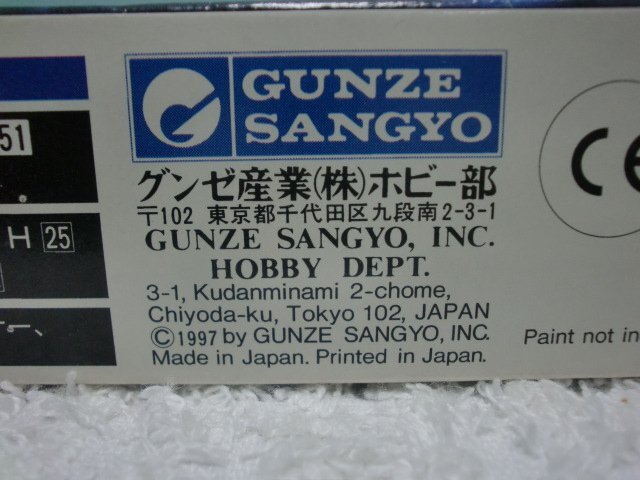 GUNZE
SANGYO
グンゼ産業(株)ホビー部
〒102 東京都千代田区九段南2-3-1
GUNZE SANGYO, INC.
HOBBY DEPT.
3-1, Kudanminami 2-chome,
Chiyoda-ku, Tokyo 102, JAPAN
©1997 by GUNZE SANGYO, INC.
Made in Japan. Printed in Japan.
51
H 25
CE
Paint not in